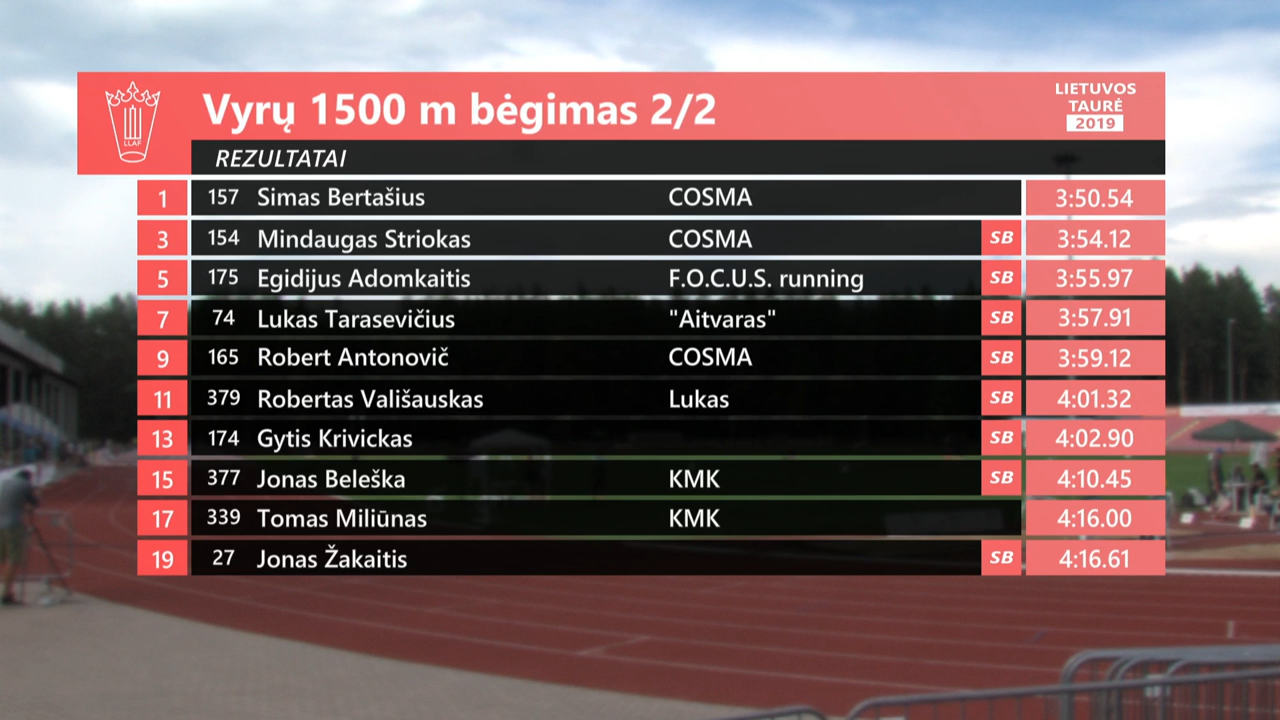 LLAF
Vyrų 1500 m bėgimas 2/2
LIETUVOS
TAURĖ
2019
REZULTATAI
1 157 Simas Bertašius COSMA 3:50.54
3 154 Mindaugas Striokas COSMA SB 3:54.12
5 175 Egidijus Adomkaitis F.O.C.U.S. running SB 3:55.97
7 74 Lukas Tarasevičius "Aitvaras" SB 3:57.91
9 165 Robert Antonovič COSMA SB 3:59.12
11 379 Robertas Vališauskas Lukas SB 4:01.32
13 174 Gytis Krivickas SB 4:02.90
15 377 Jonas Beleška KMK SB 4:10.45
17 339 Tomas Miliūnas KMK 4:16.00
19 27 Jonas Žakaitis SB 4:16.61